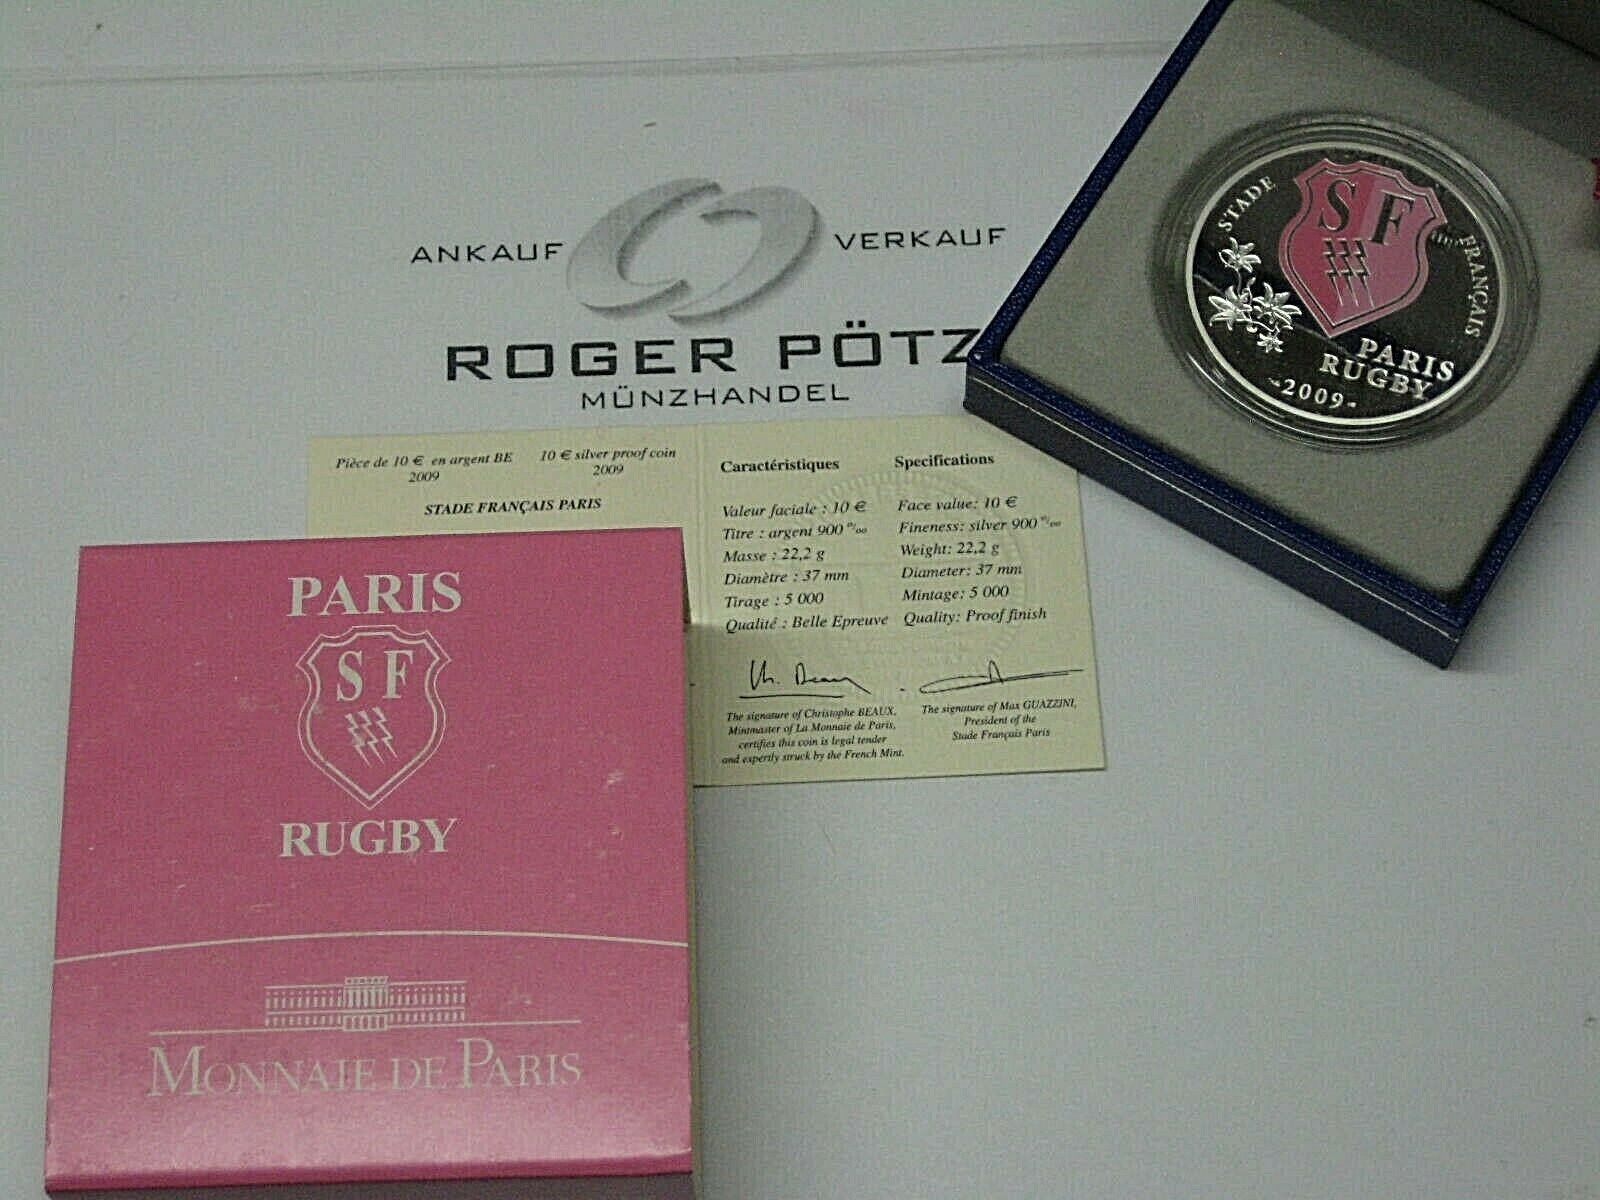 ANKAUF VERKAUF
ROGER PÖTZ
MÜNZHANDEL
STADE FRANÇAIS
SF
PARIS
RUGBY
2009
Pièce de 10 € en argent BE
2009
10 € silver proof coin
2009
STADE FRANÇAIS PARIS
Caractéristiques
Valeur faciale : 10 €
Titre : argent 900 ‰
Masse : 22,2 g
Diamètre : 37 mm
Tirage : 5 000
Qualité : Belle Epreuve
Specifications
Face value: 10 €
Fineness: silver 900 ‰
Weight: 22,2 g
Diameter: 37 mm
Mintage: 5 000
Quality: Proof finish
The signature of Christophe BEAUX,
Mintmaster of La Monnaie de Paris,
certifies this coin is legal tender
and expertly struck by the French Mint.
The signature of Max GUAZZINI,
President of the
Stade Français Paris
PARIS
SF
RUGBY
MONNAIE DE PARIS